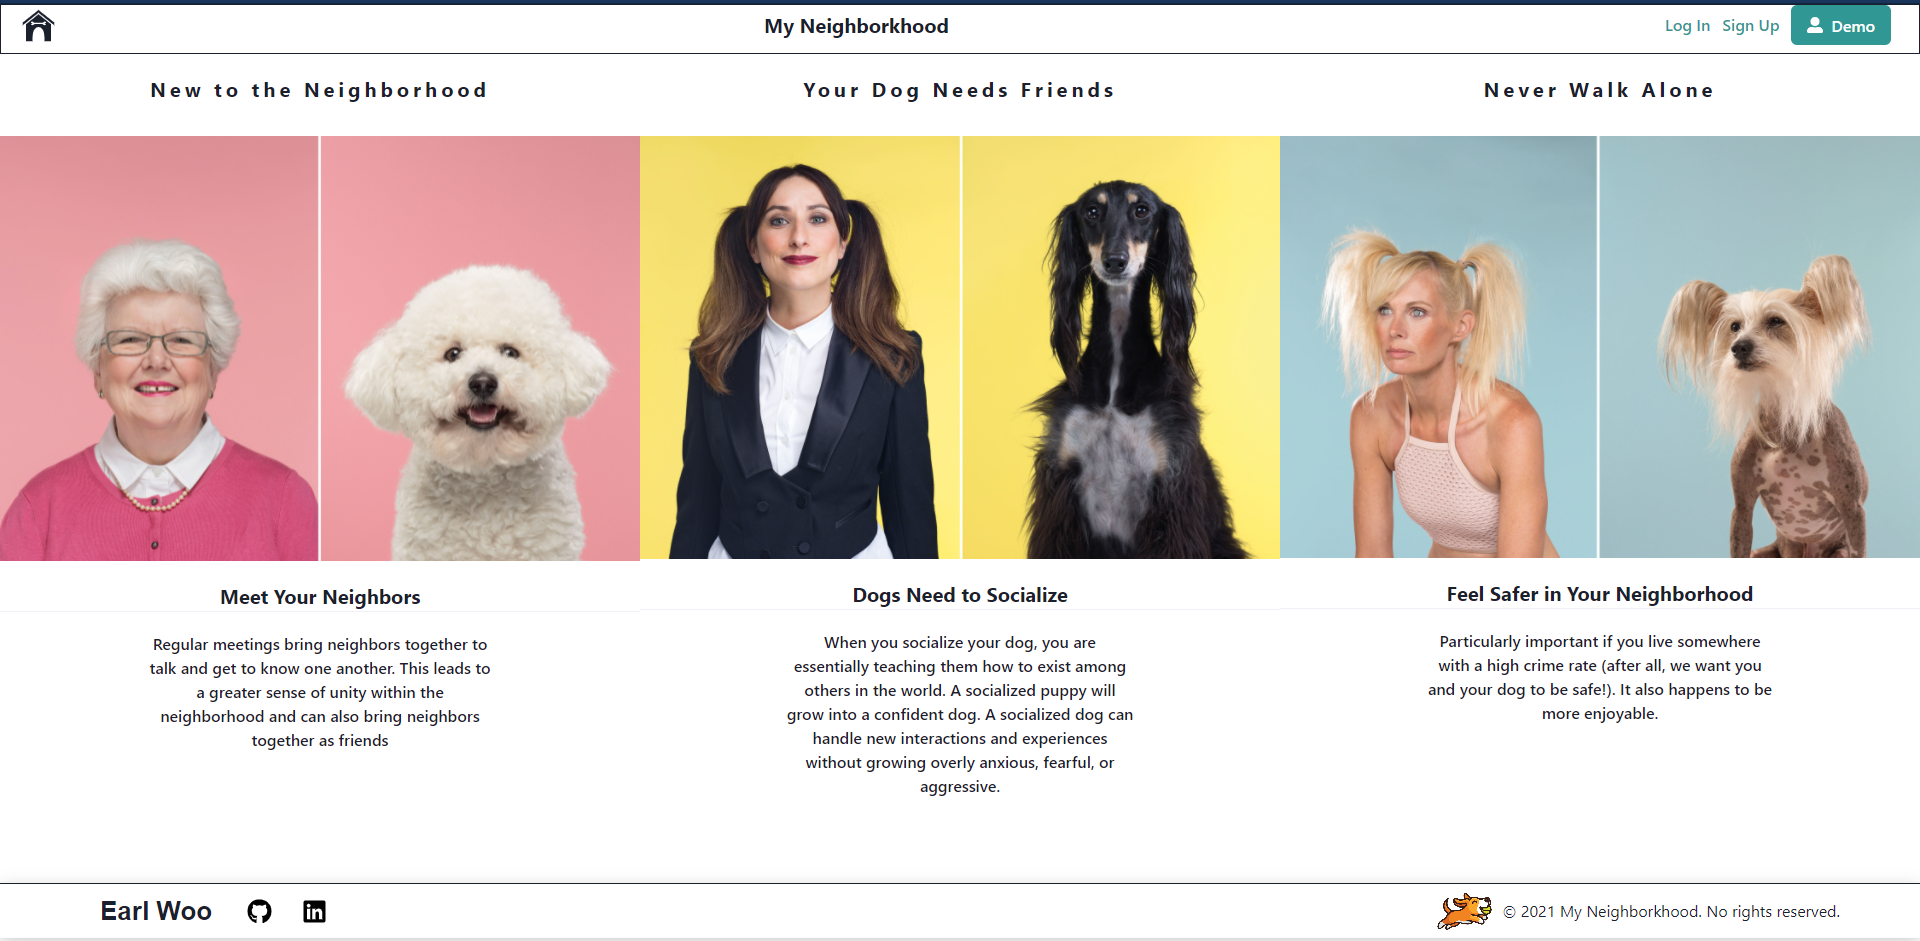 My Neighborkhood
Log In Sign Up Demo
New to the Neighborhood
Your Dog Needs Friends
Never Walk Alone
Meet Your Neighbors
Regular meetings bring neighbors together to
talk and get to know one another. This leads to
a greater sense of unity within the
neighborhood and can also bring neighbors
together as friends
Dogs Need to Socialize
When you socialize your dog, you are
essentially teaching them how to exist among
others in the world. A socialized puppy will
grow into a confident dog. A socialized dog can
handle new interactions and experiences
without growing overly anxious, fearful, or
aggressive.
Feel Safer in Your Neighborhood
Particularly important if you live somewhere
with a high crime rate (after all, we want you
and your dog to be safe!). It also happens to be
more enjoyable.
Earl Woo
in
© 2021 My Neighborkhood. No rights reserved.